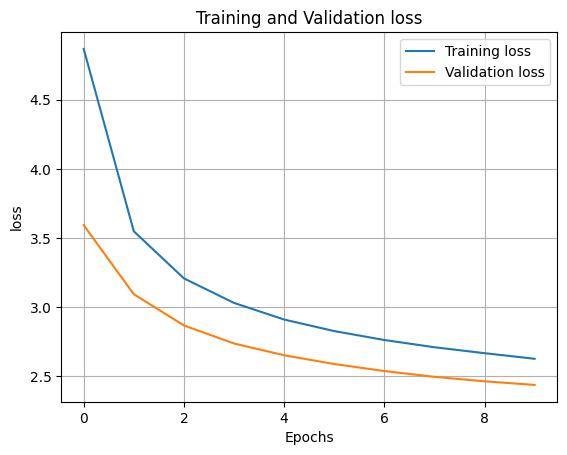 Training and Validation loss
Training loss
Validation loss
4.5
4.0
3.5
3.0
2.5
loss
0 2 4 6 8
Epochs